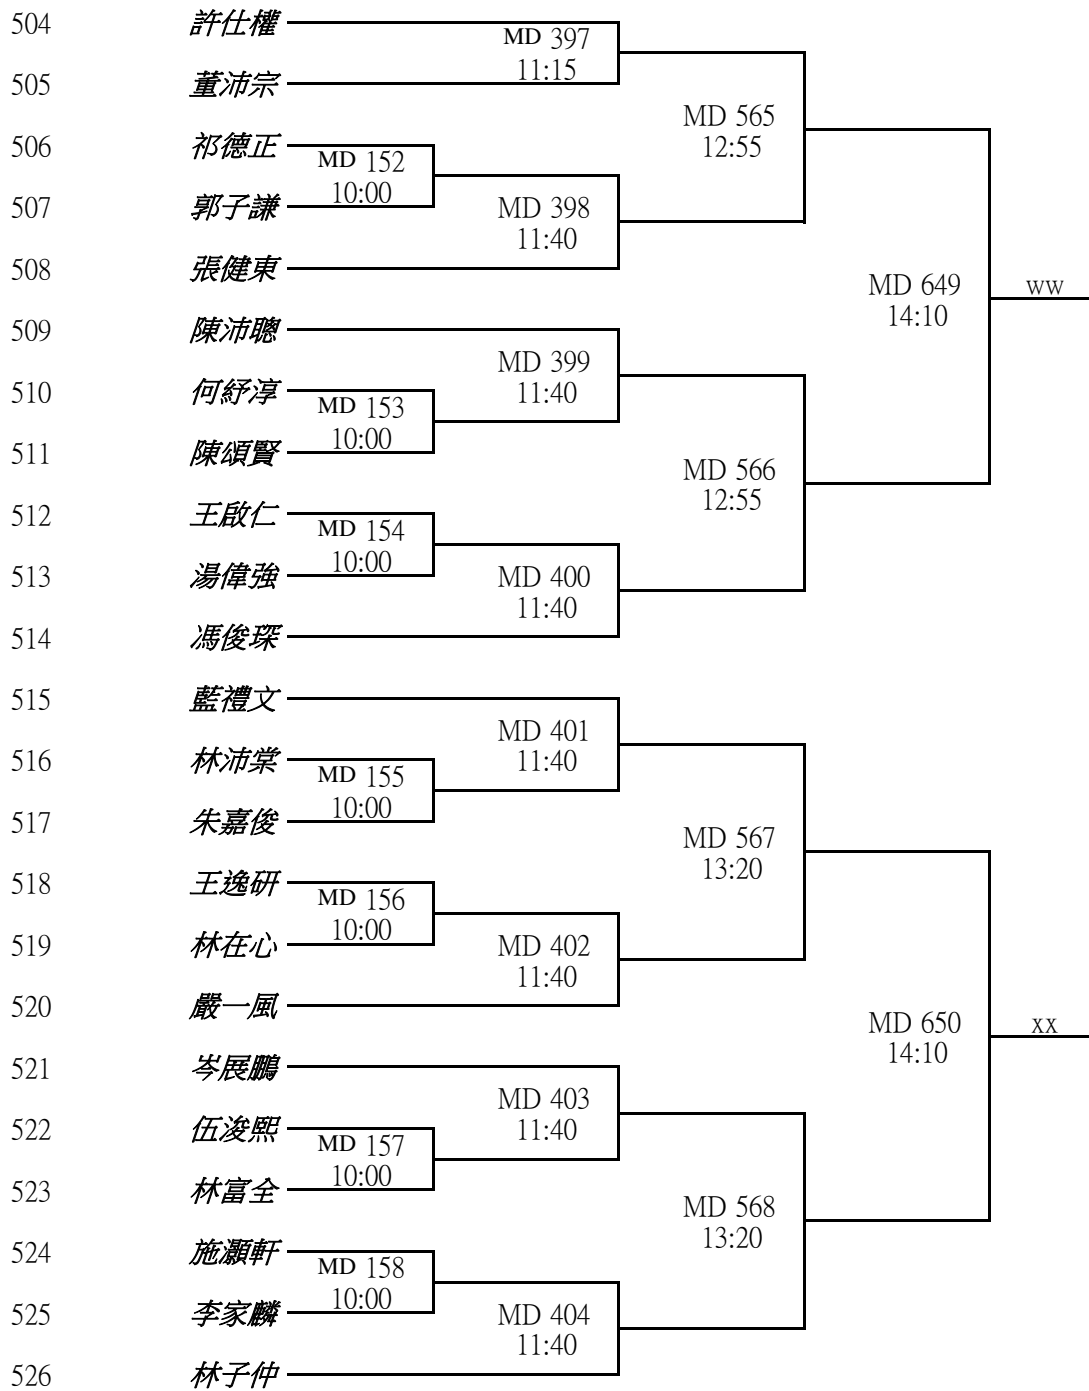 504 許仕權
MD 397
11:15
505 董沛宗
MD 565
12:55
506 祁德正
MD 152
10:00
507 郭子謙
MD 398
11:40
508 張健東
MD 649
14:10
ww
509 陳沛聰
MD 399
11:40
510 何紓淳
MD 153
10:00
511 陳頌賢
MD 566
12:55
512 王啟仁
MD 154
10:00
513 湯偉強
MD 400
11:40
514 馮俊琛
515 藍禮文
MD 401
11:40
516 林沛棠
MD 155
10:00
517 朱嘉俊
MD 567
13:20
518 王逸研
MD 156
10:00
519 林在心
MD 402
11:40
520 嚴一風
MD 650
14:10
xx
521 岑展鵬
MD 403
11:40
522 伍浚熙
MD 157
10:00
523 林富全
MD 568
13:20
524 施灝軒
MD 158
10:00
525 李家麟
MD 404
11:40
526 林子仲